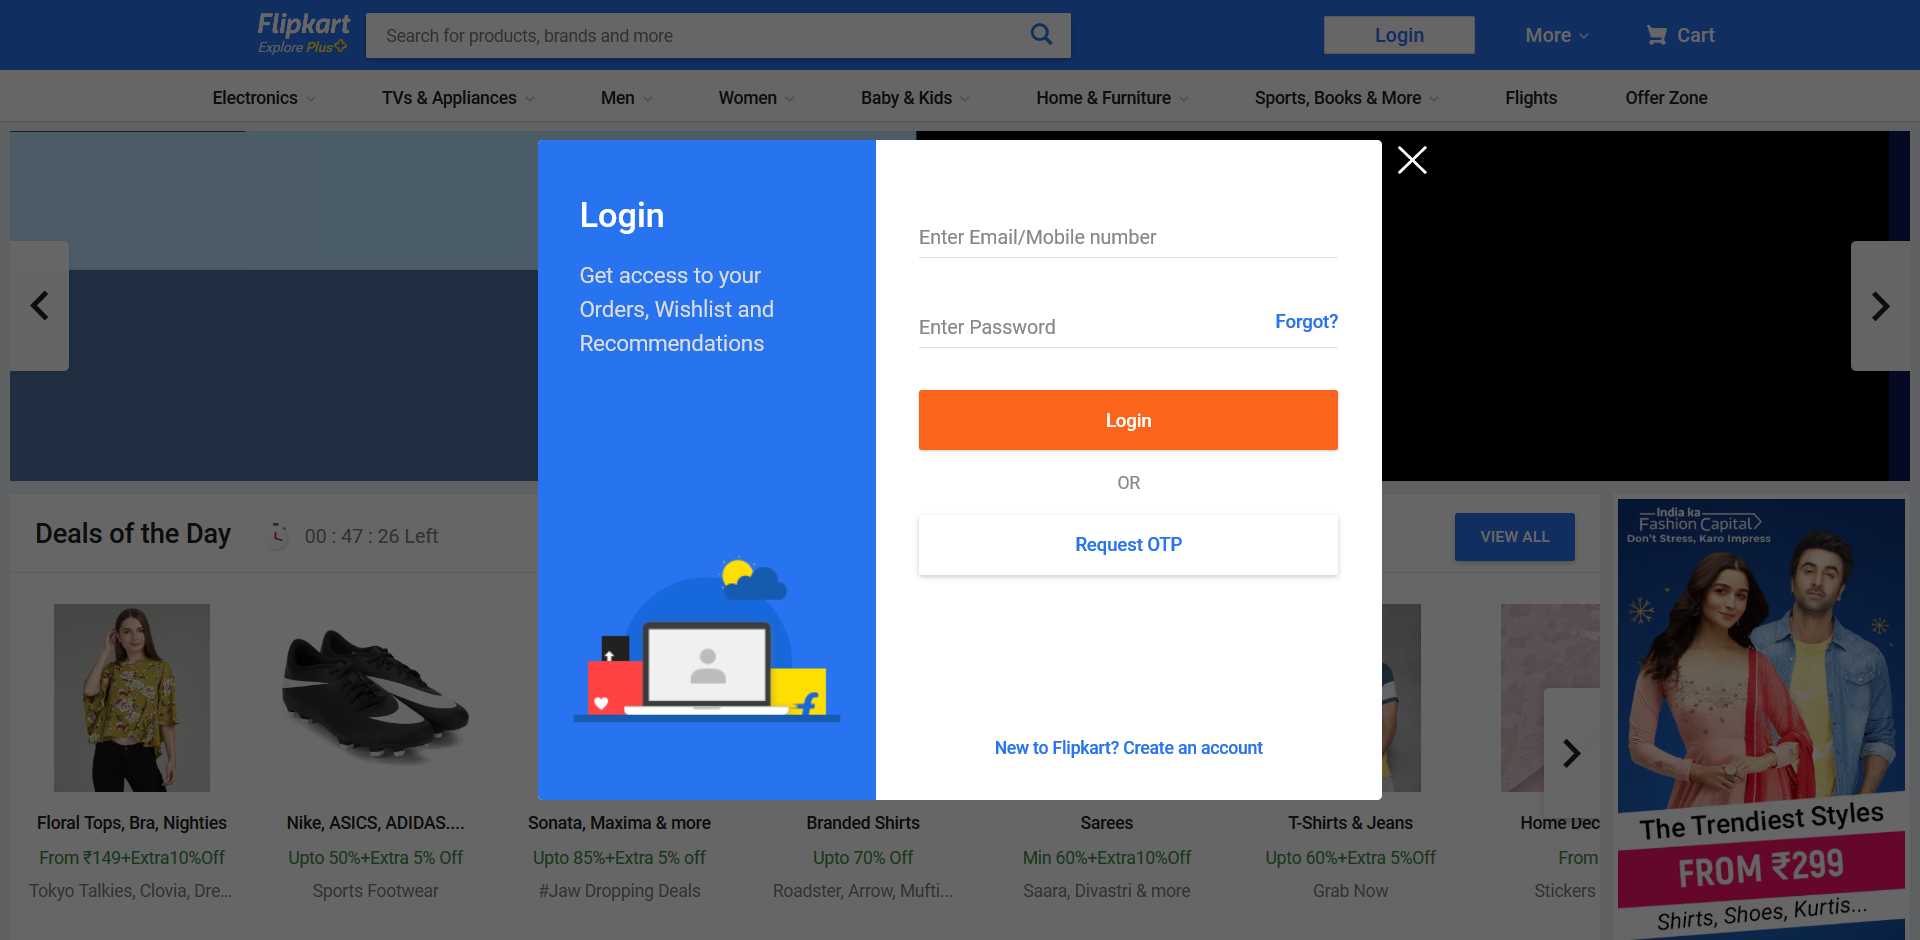 Flipkart
Explore Plus
Search for products, brands and more
Login
More
Cart
Electronics
TVs & Appliances
Men
Women
Baby & Kids
Home & Furniture
Sports, Books & More
Flights
Offer Zone
Login
Get access to your
Orders, Wishlist and
Recommendations
Enter Email/Mobile number
Enter Password
Forgot?
Login
OR
Request OTP
New to Flipkart? Create an account
Deals of the Day
00 : 47 : 26 Left
VIEW ALL
Floral Tops, Bra, Nighties
From ₹149+Extra10%Off
Tokyo Talkies, Clovia, Dre...
Nike, ASICS, ADIDAS....
Upto 50%+Extra 5% Off
Sports Footwear
Sonata, Maxima & more
Upto 85%+Extra 5% off
#Jaw Dropping Deals
Branded Shirts
Upto 70% Off
Roadster, Arrow, Mufti...
Sarees
Min 60%+Extra10%Off
Saara, Divastri & more
T-Shirts & Jeans
Upto 60%+Extra 5%Off
Grab Now
Home Dec
From
Stickers
India ka
Fashion Capital
Don't Stress, Karo Impress
The Trendiest Styles
FROM ₹299
Shirts, Shoes, Kurtis...